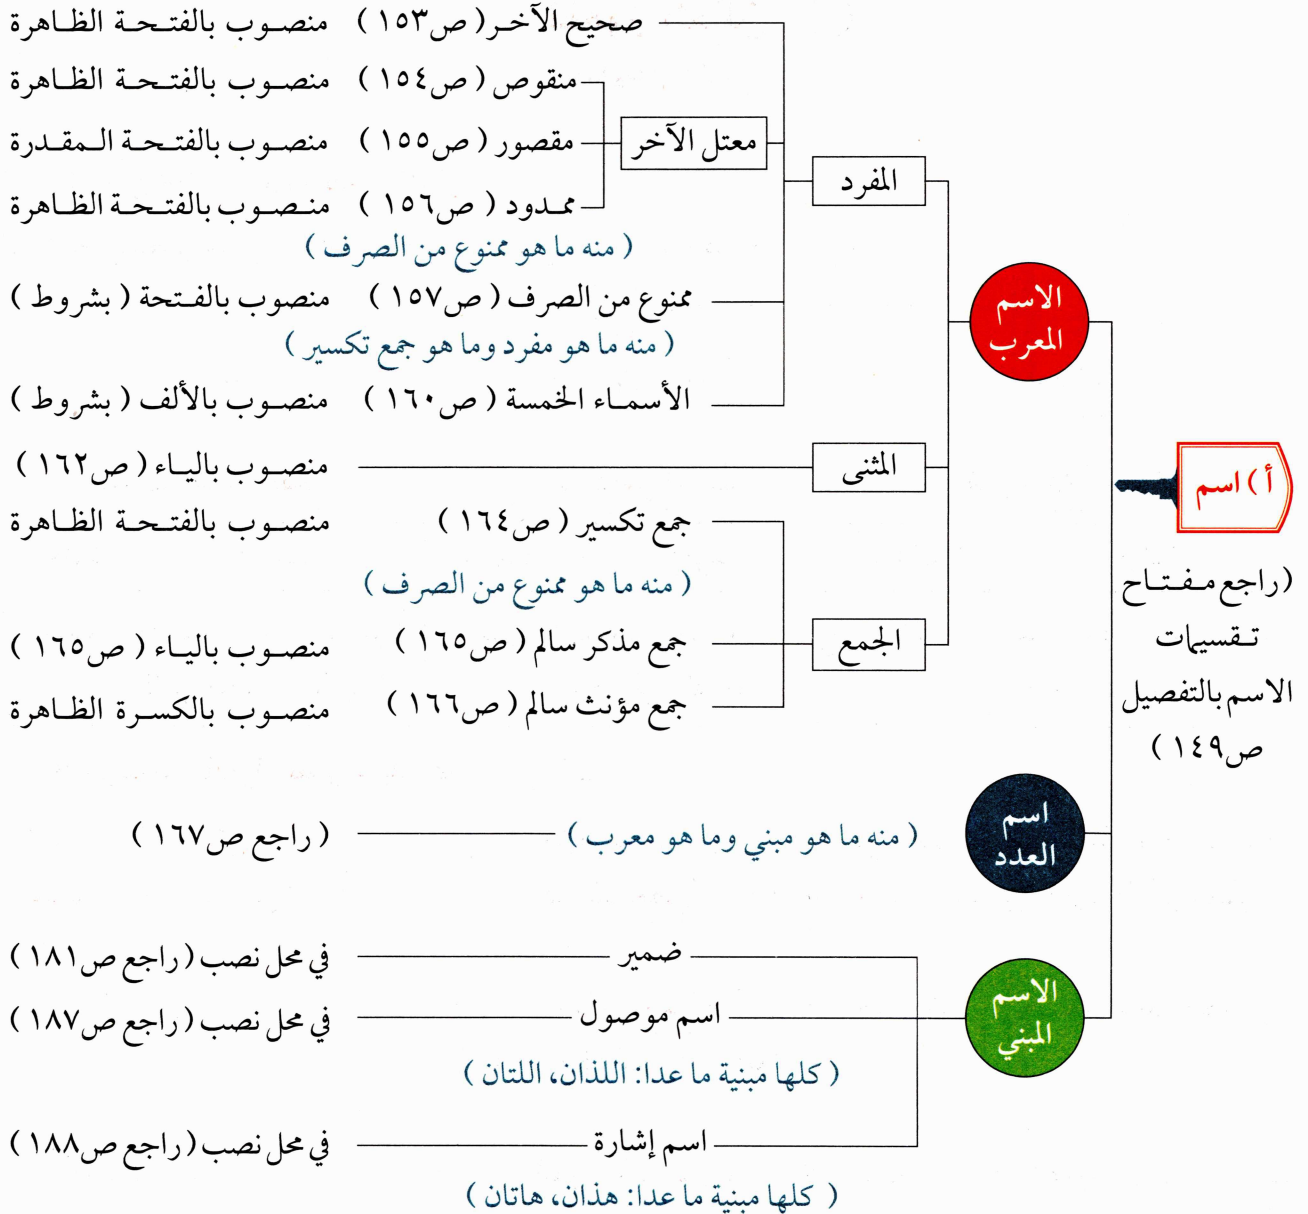 صحيح الآخر ( ص١٥٣ ) منصوب بالفتحة الظاهرة
منقوص ( ص١٥٤ ) منصوب بالفتحة الظاهرة
معتل الآخر
مقصور ( ص١٥٥ ) منصوب بالفتحة المقدرة
المفرد
ممدود ( ص١٥٦ ) منصوب بالفتحة الظاهرة
( منه ما هو ممنوع من الصرف )
ممنوع من الصرف ( ص١٥٧ ) منصوب بالفتحة ( بشروط )
( منه ما هو مفرد وما هو جمع تكسير )
الاسم
المعرب
الأسماء الخمسة ( ص١٦٠ ) منصوب بالألف ( بشروط )
المثنى
منصوب بالياء ( ص١٦٢ )
أ ) اسم
(راجع مفتاح
تقسيمات
الاسم بالتفصيل
ص١٤٩ )
جمع تكسير ( ص١٦٤ ) منصوب بالفتحة الظاهرة
( منه ما هو ممنوع من الصرف )
الجمع
جمع مذكر سالم ( ص١٦٥ ) منصوب بالياء ( ص١٦٥ )
جمع مؤنث سالم ( ص١٦٦ ) منصوب بالكسرة الظاهرة
اسم
العدد
( منه ما هو مبني وما هو معرب ) ( راجع ص١٦٧ )
الاسم
المبني
ضمير في محل نصب ( راجع ص١٨١ )
اسم موصول في محل نصب ( راجع ص١٨٧ )
( كلها مبنية ما عدا: اللذان، اللتان )
اسم إشارة في محل نصب ( راجع ص١٨٨ )
( كلها مبنية ما عدا: هذان، هاتان )